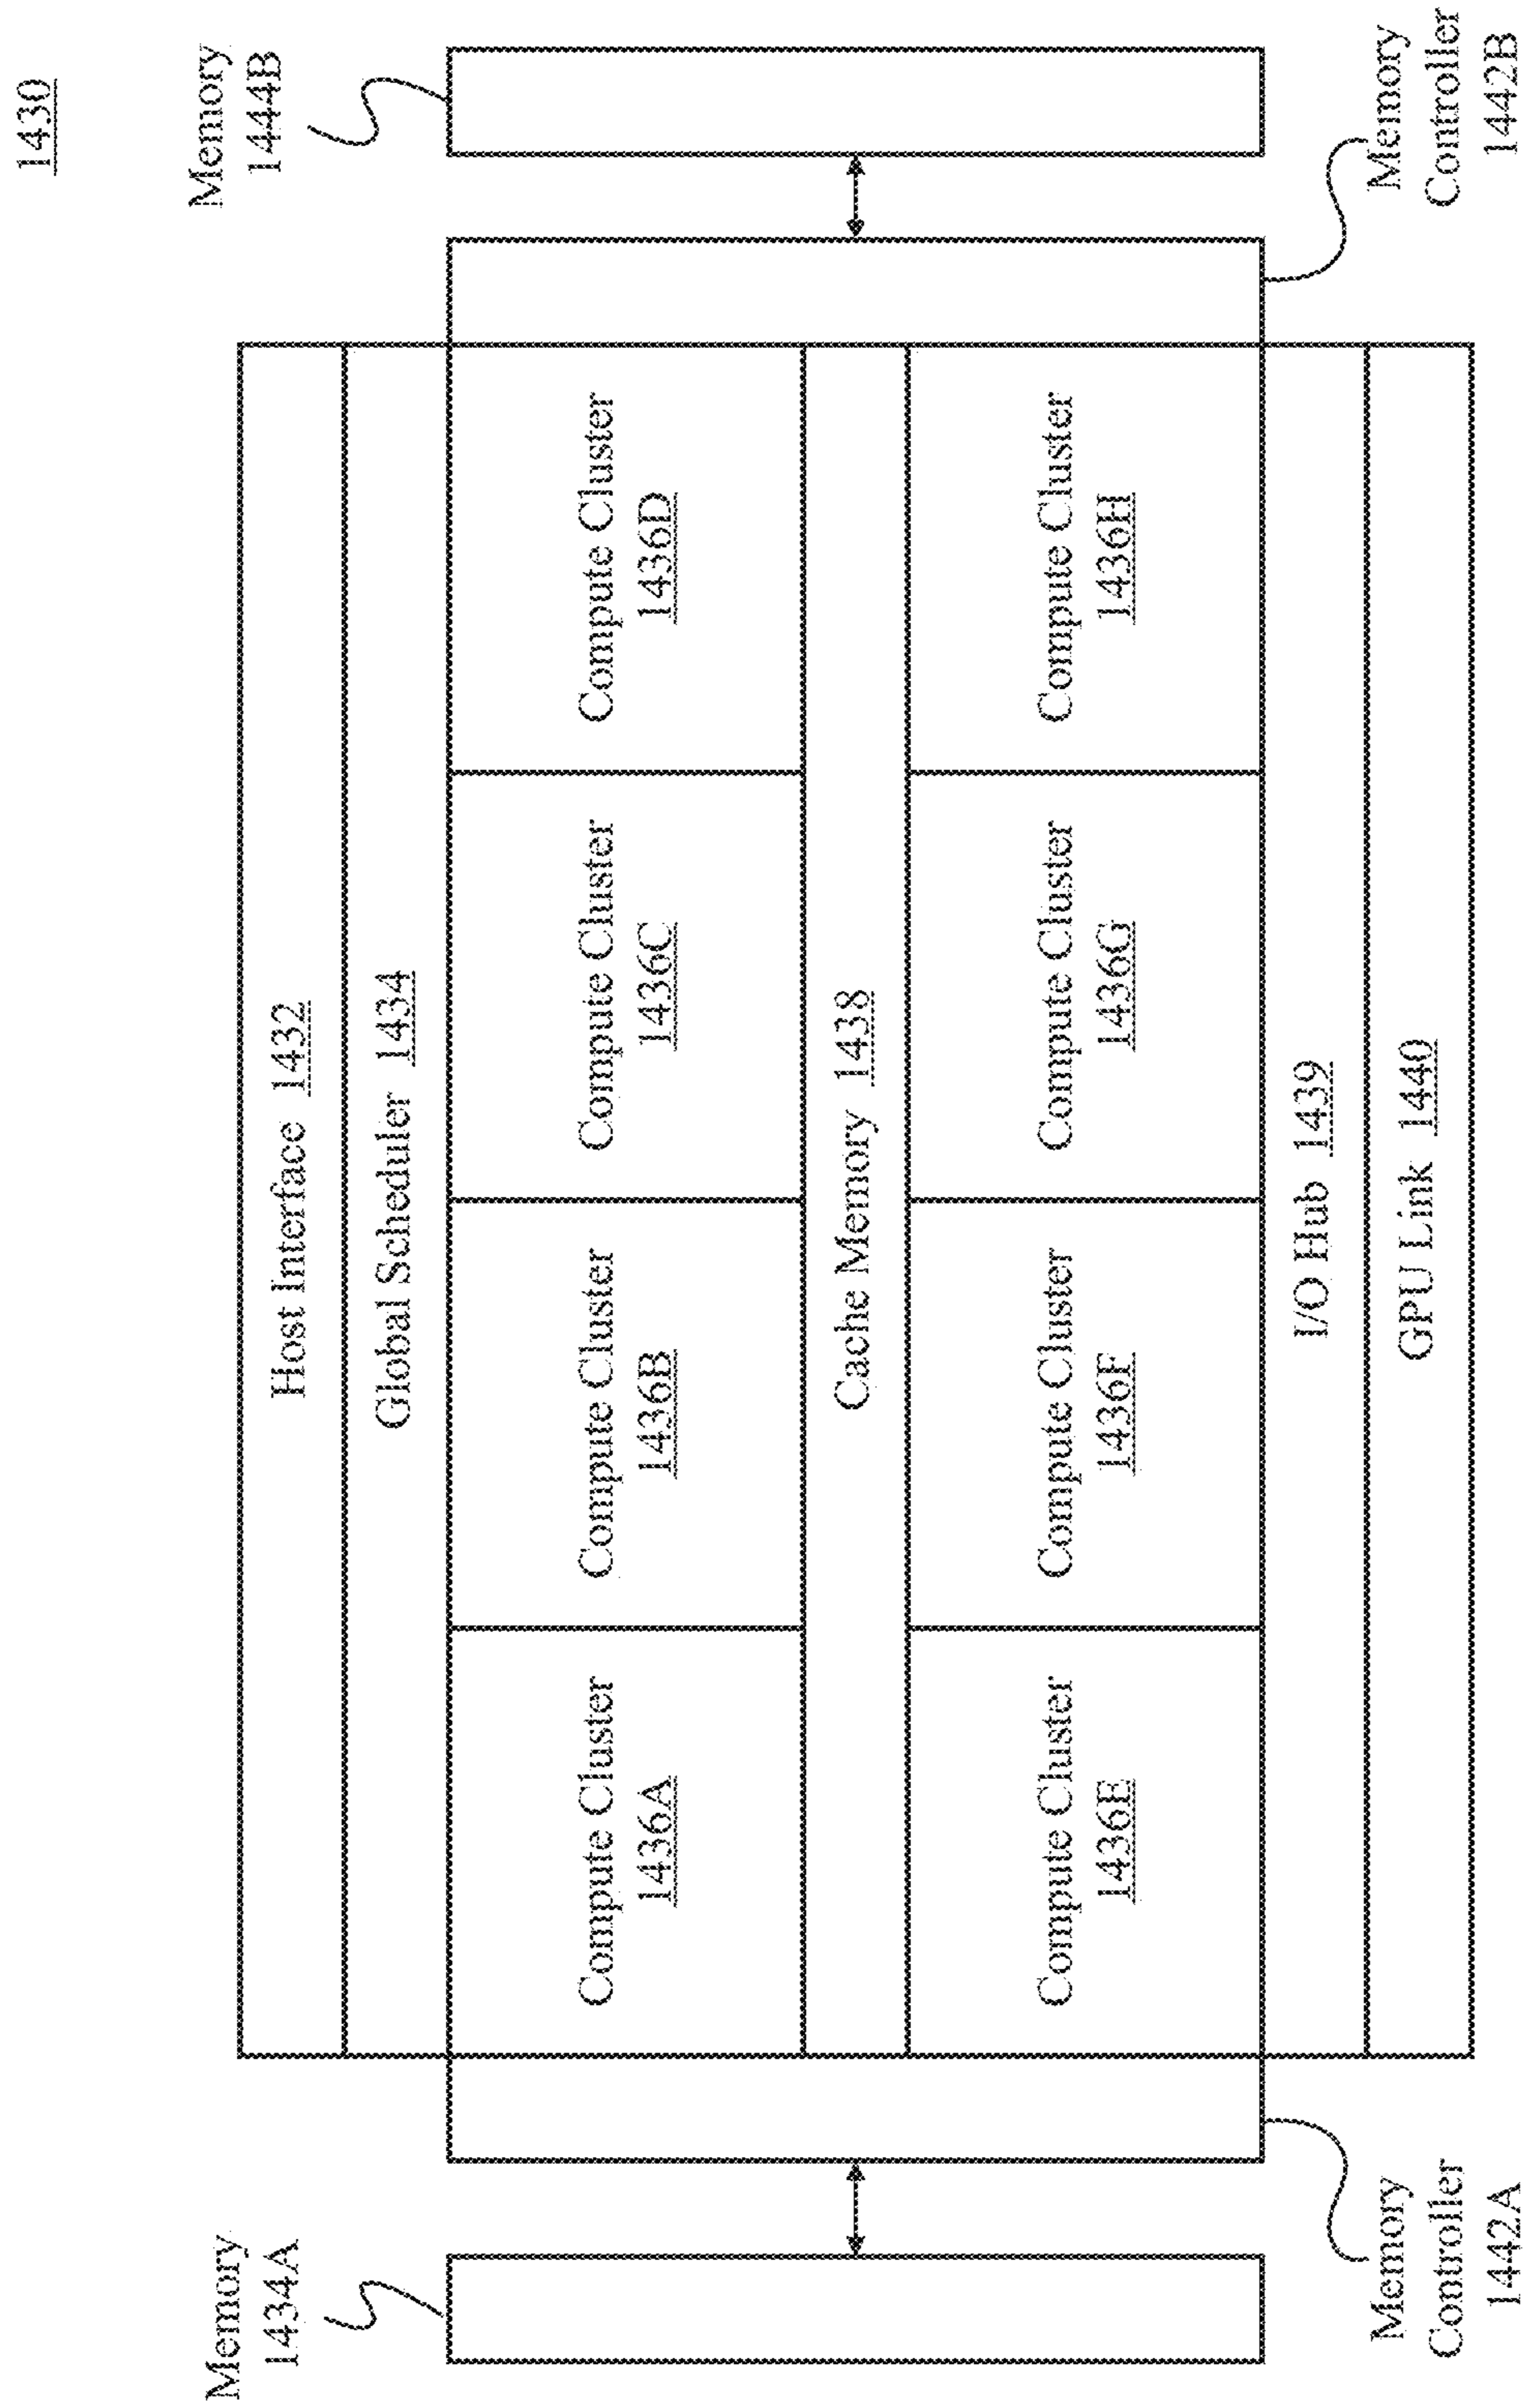 1430
Memory
1434A
Memory
1444B
Host Interface 1432
Global Scheduler 1434
Compute Cluster
1436A
Compute Cluster
1436B
Compute Cluster
1436C
Compute Cluster
1436D
Cache Memory 1438
Compute Cluster
1436E
Compute Cluster
1436F
Compute Cluster
1436G
Compute Cluster
1436H
I/O Hub 1439
GPU Link 1440
Memory
Controller
1442A
Memory
Controller
1442B